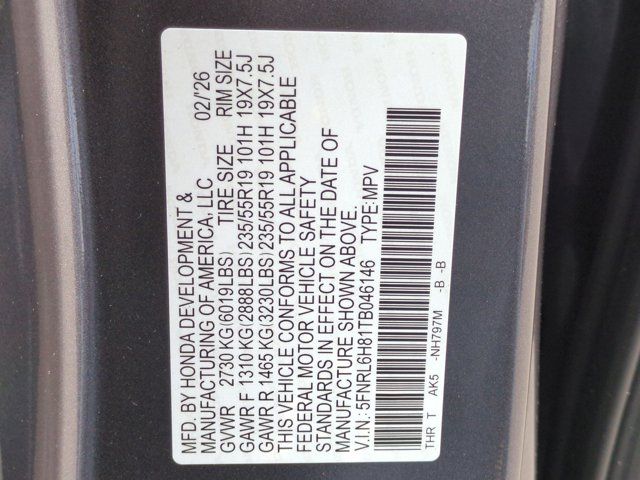 MFD. BY HONDA DEVELOPMENT &
MANUFACTURING OF AMERICA, LLC 02/'26
GVWR 2730 KG(6019LBS) TIRE SIZE RIM SIZE
GAWR F 1310 KG(2888LBS) 235/55R19 101H 19X7.5J
GAWR R 1465 KG(3230LBS) 235/55R19 101H 19X7.5J
THIS VEHICLE CONFORMS TO ALL APPLICABLE
FEDERAL MOTOR VEHICLE SAFETY
STANDARDS IN EFFECT ON THE DATE OF
MANUFACTURE SHOWN ABOVE.
V.I.N.:5FNRL6H81TB046146 TYPE:MPV
THR T AK5 -NH797M -B -B